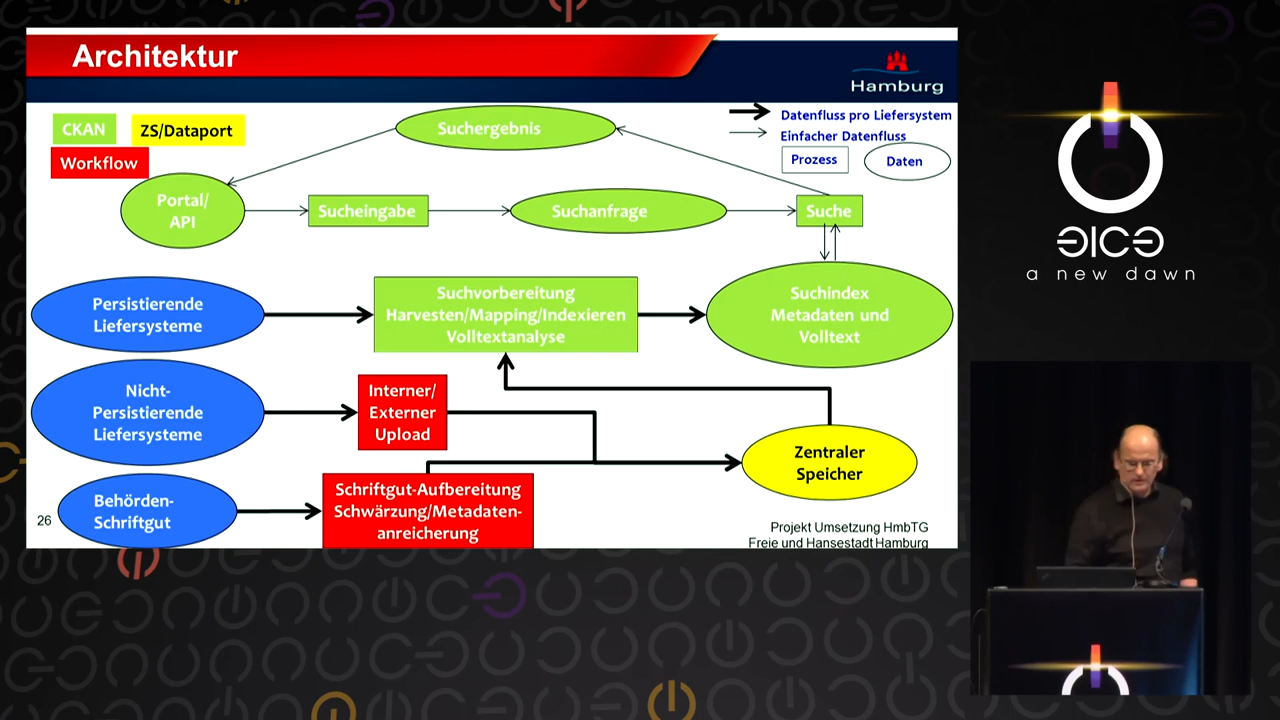 Architektur
Hamburg
CKAN
ZS/Dataport
Workflow
Suchergebnis
Datenfluss pro Liefersystem
Einfacher Datenfluss
Prozess
Daten
Portal/
API
Sucheingabe
Suchanfrage
Suche
Persistierende
Liefersysteme
Suchvorbereitung
Harvesten/Mapping/Indexieren
Volltextanalyse
Suchindex
Metadaten und
Volltext
Nicht-
Persistierende
Liefersysteme
Interner/
Externer
Upload
Zentraler
Speicher
Behörden-
Schriftgut
Schriftgut-Aufbereitung
Schwärzung/Metadaten-
anreicherung
26
Projekt Umsetzung HmbTG
Freie und Hansestadt Hamburg
a new dawn